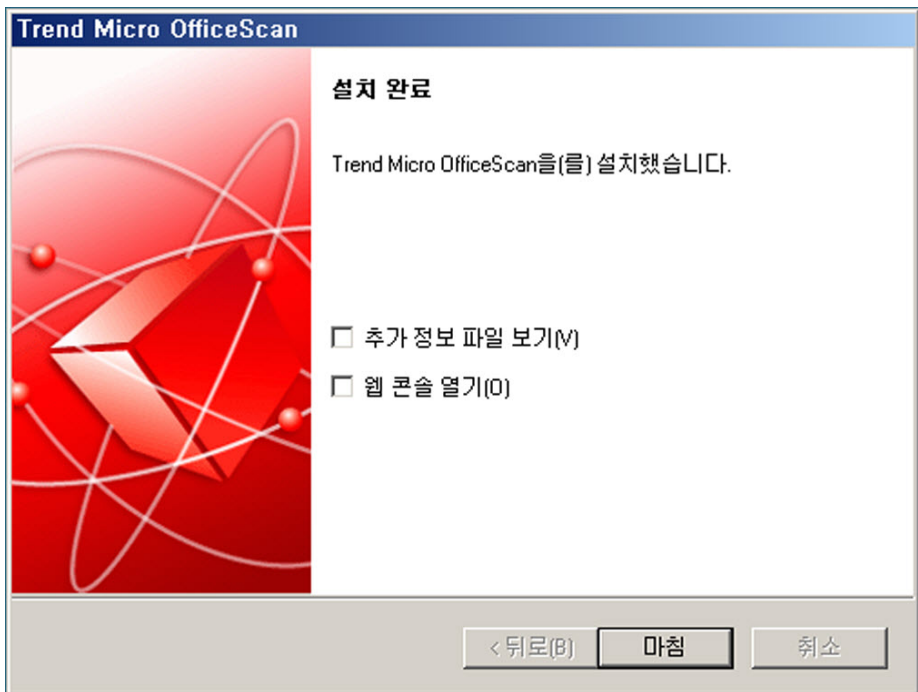 Trend Micro OfficeScan
설치 완료
Trend Micro OfficeScan을(를) 설치했습니다.
추가 정보 파일 보기(V)
웹 콘솔 열기(O)
< 뒤로(B) 마침 취소